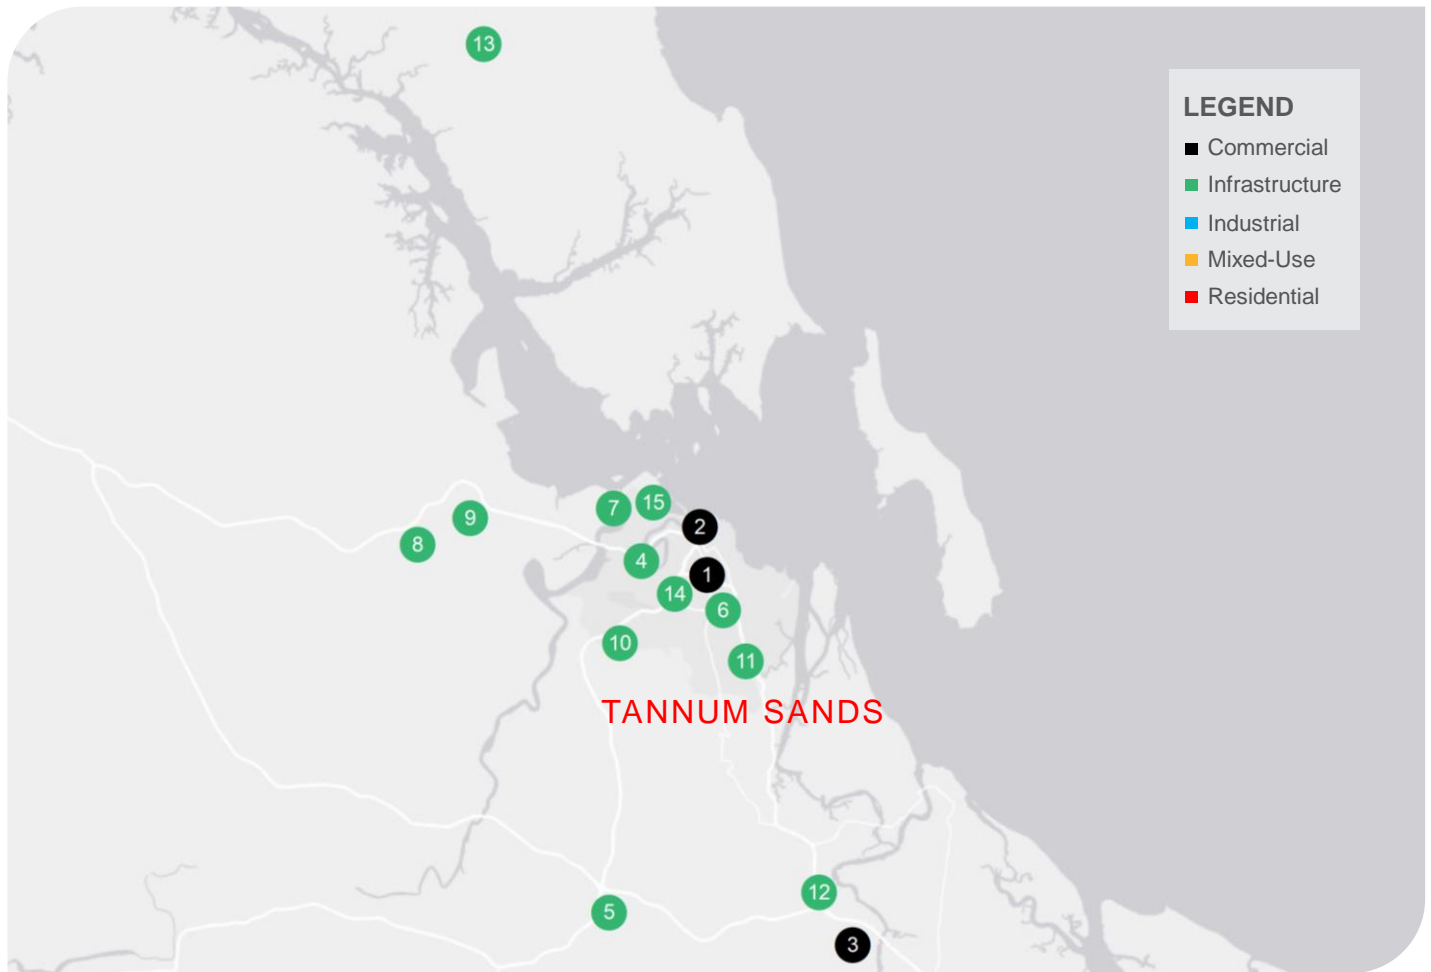 13
LEGEND
Commercial
Infrastructure
Industrial
Mixed-Use
Residential
7
15
2
9
8
4
1
14
6
10
11
TANNUM SANDS
12
5
3